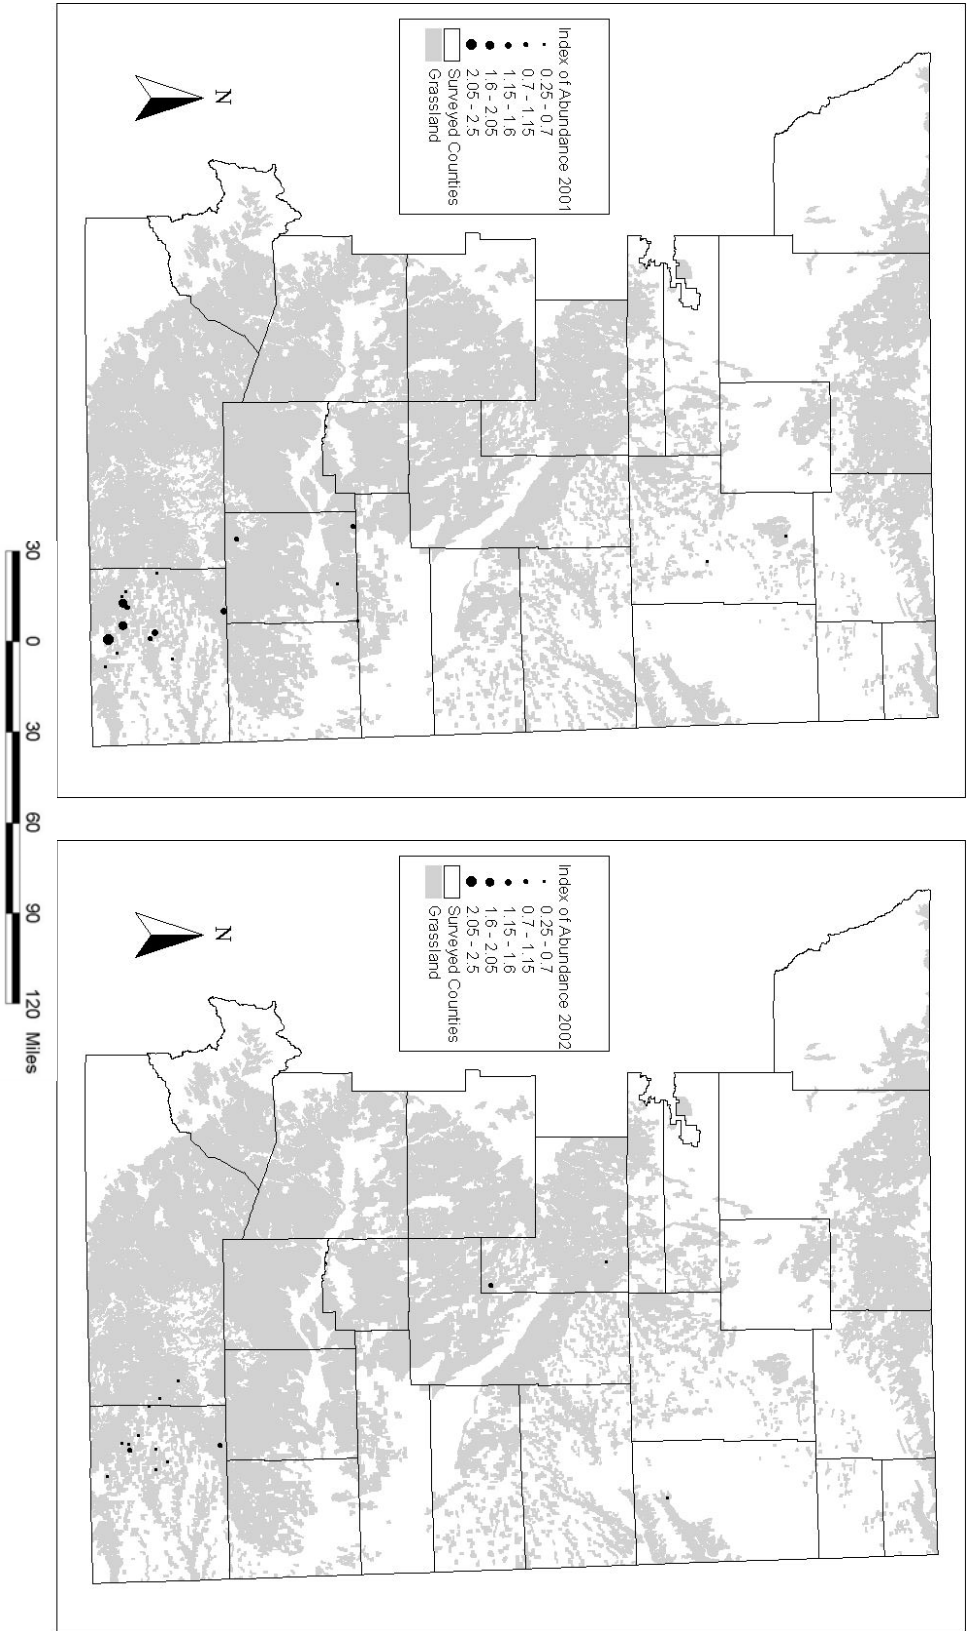 Index of Abundance 2001
0.25 - 0.7
0.7 - 1.15
1.15 - 1.6
1.6 - 2.05
2.05 - 2.5
Surveyed Counties
Grassland
N
Index of Abundance 2002
0.25 - 0.7
0.7 - 1.15
1.15 - 1.6
1.6 - 2.05
2.05 - 2.5
Surveyed Counties
Grassland
N
30 0 30 60 90 120 Miles